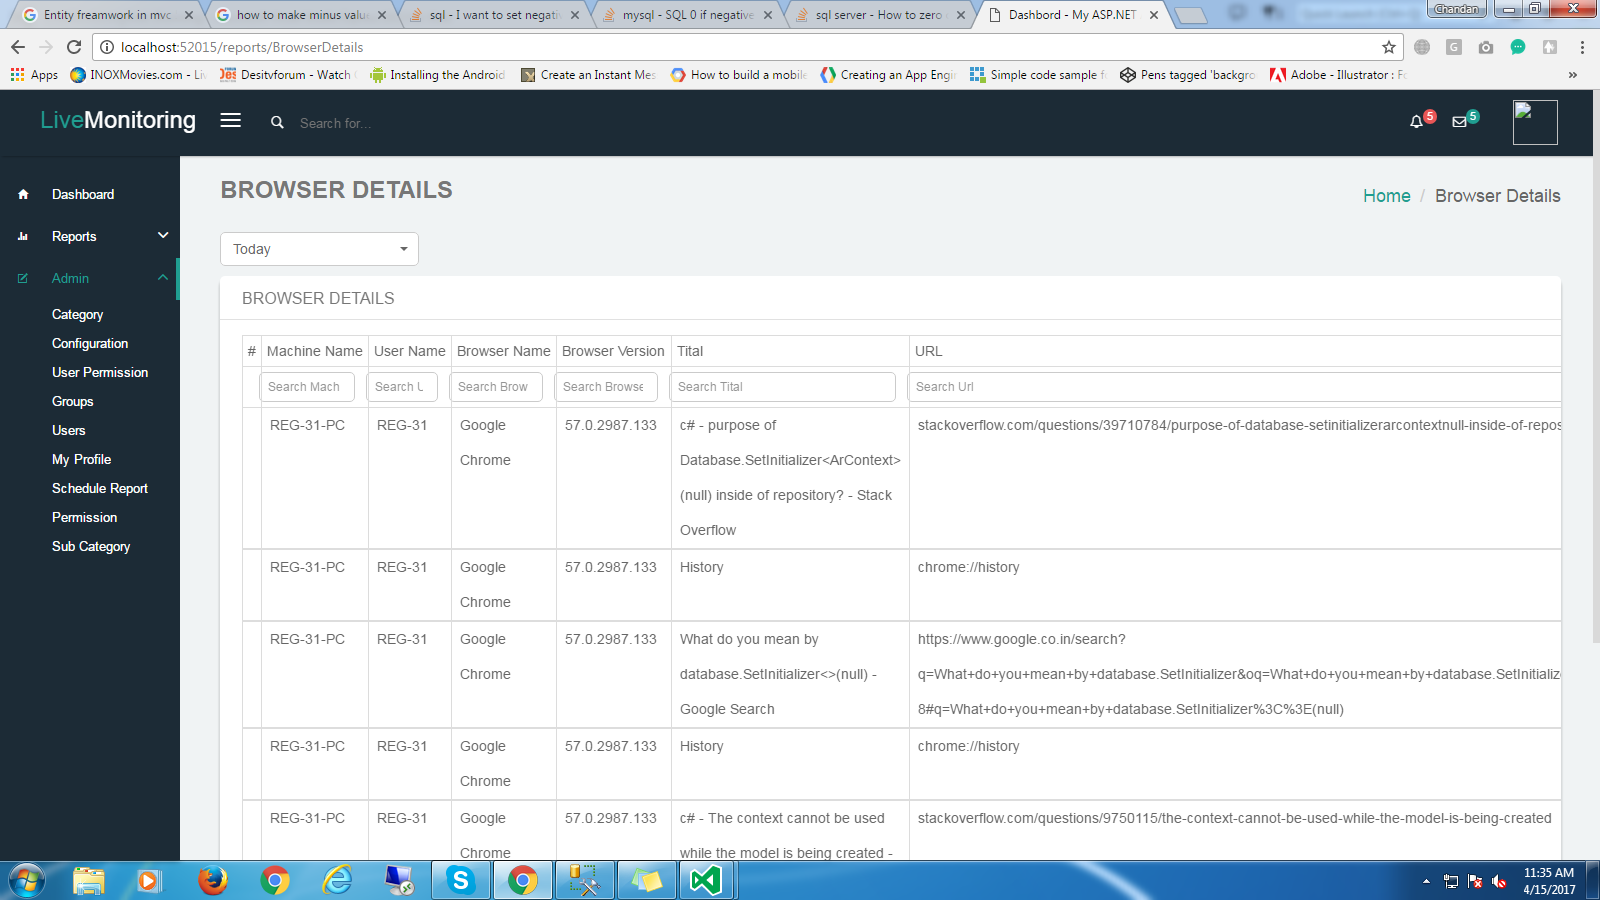 Entity freamwork in mvc
how to make minus value
sql - I want to set negati
mysql - SQL 0 if negative
sql server - How to zero
Dashbord - My ASP.NET
Chandan
localhost:52015/reports/BrowserDetails
Apps
INOXMovies.com - Li
Desitvforum - Watch
Installing the Android
Create an Instant Mes
How to build a mobile
Creating an App Engi
Simple code sample f
Pens tagged 'backgro
Adobe - Illustrator : Fo
»
LiveMonitoring
Search for...
5
5
Dashboard
Reports
Admin
Category
Configuration
User Permission
Groups
Users
My Profile
Schedule Report
Permission
Sub Category
BROWSER DETAILS
Home / Browser Details
Today
BROWSER DETAILS
# Machine Name User Name Browser Name Browser Version Tital URL
Search Mach Search U Search Brow Search Browse Search Tital Search Url
REG-31-PC REG-31 Google 57.0.2987.133 c# - purpose of stackoverflow.com/questions/39710784/purpose-of-database-setinitializerarcontextnull-inside-of-repos
Chrome Database.SetInitializer<ArContext>
(null) inside of repository? - Stack
Overflow
REG-31-PC REG-31 Google 57.0.2987.133 History chrome://history
Chrome
REG-31-PC REG-31 Google 57.0.2987.133 What do you mean by https://www.google.co.in/search?
Chrome database.SetInitializer<>(null) - q=What+do+you+mean+by+database.SetInitializer&oq=What+do+you+mean+by+database.SetInitialize
Google Search 8#q=What+do+you+mean+by+database.SetInitializer%3C%3E(null)
REG-31-PC REG-31 Google 57.0.2987.133 History chrome://history
Chrome
REG-31-PC REG-31 Google 57.0.2987.133 c# - The context cannot be used stackoverflow.com/questions/9750115/the-context-cannot-be-used-while-the-model-is-being-created
Chrome while the model is being created -
11:35 AM
4/15/2017